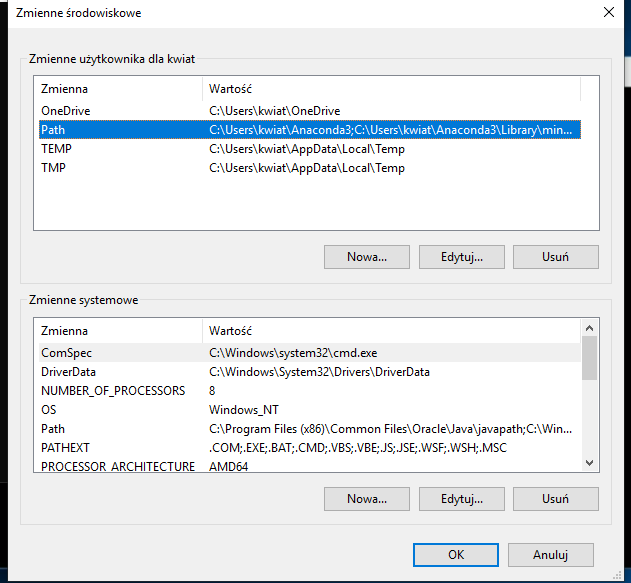 Zmienne środowiskowe
Zmienne użytkownika dla kwiat
Zmienna Wartość
OneDrive C:\Users\kwiat\OneDrive
Path C:\Users\kwiat\Anaconda3;C:\Users\kwiat\Anaconda3\Library\min...
TEMP C:\Users\kwiat\AppData\Local\Temp
TMP C:\Users\kwiat\AppData\Local\Temp
Nowa... Edytuj... Usuń
Zmienne systemowe
Zmienna Wartość
ComSpec C:\Windows\system32\cmd.exe
DriverData C:\Windows\System32\Drivers\DriverData
NUMBER_OF_PROCESSORS 8
OS Windows_NT
Path C:\Program Files (x86)\Common Files\Oracle\Java\javapath;C:\Win...
PATHEXT .COM;.EXE;.BAT;.CMD;.VBS;.VBE;.JS;.JSE;.WSF;.WSH;.MSC
PROCESSOR_ARCHITECTURE AMD64
Nowa... Edytuj... Usuń
OK Anuluj